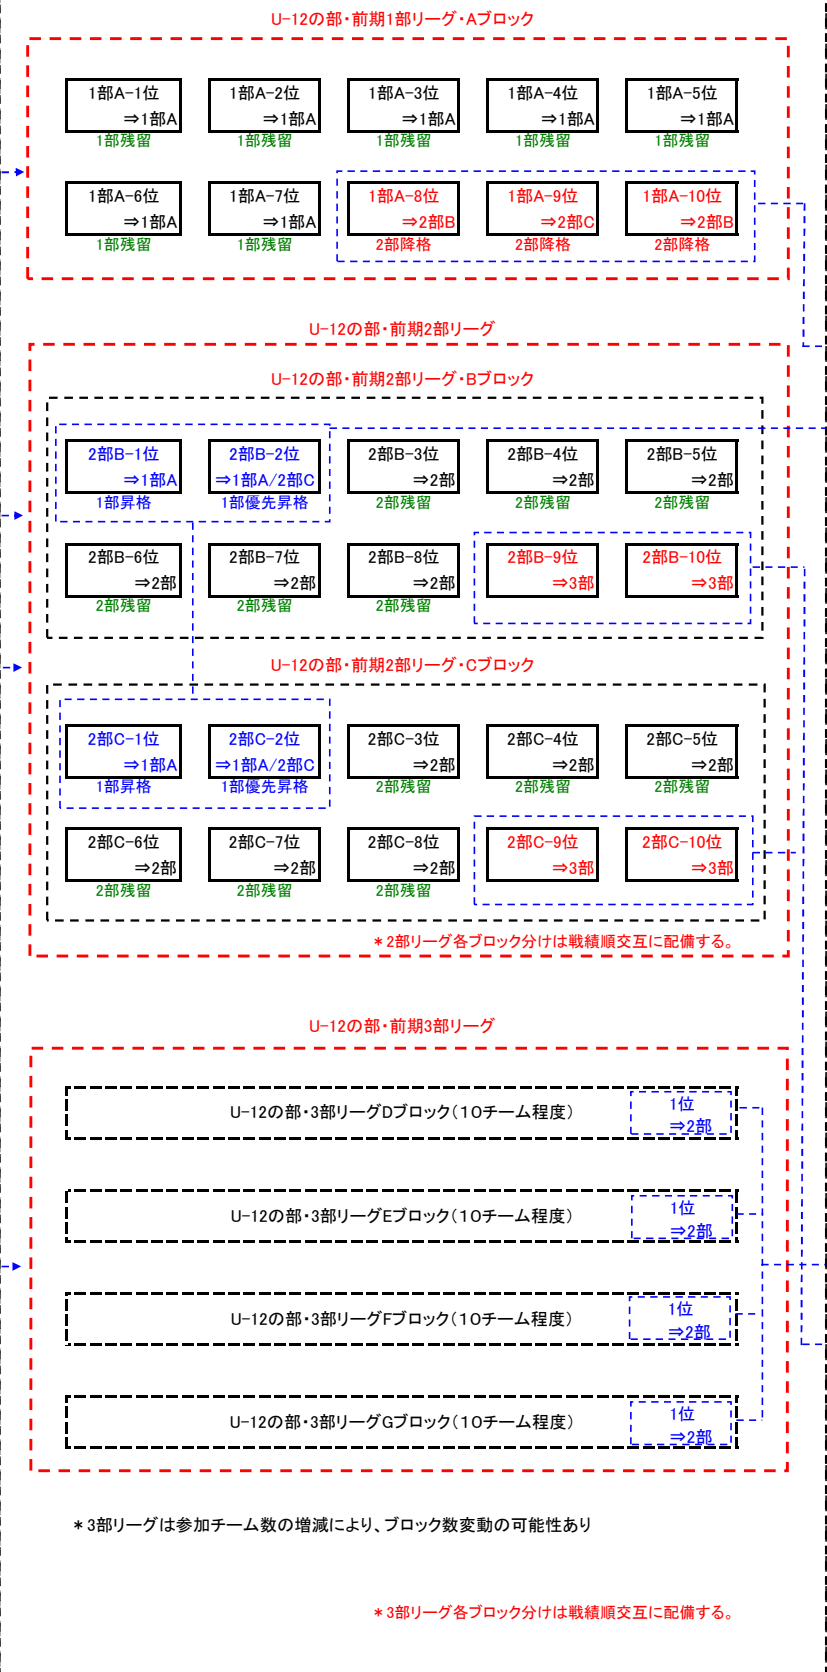 U-12の部・前期1部リーグ・Aブロック
1部A-1位
⇒1部A
1部残留
1部A-2位
⇒1部A
1部残留
1部A-3位
⇒1部A
1部残留
1部A-4位
⇒1部A
1部残留
1部A-5位
⇒1部A
1部残留
1部A-6位
⇒1部A
1部残留
1部A-7位
⇒1部A
1部残留
1部A-8位
⇒2部B
2部降格
1部A-9位
⇒2部C
2部降格
1部A-10位
⇒2部B
2部降格
U-12の部・前期2部リーグ
U-12の部・前期2部リーグ・Bブロック
2部B-1位
⇒1部A
1部昇格
2部B-2位
⇒1部A/2部C
1部優先昇格
2部B-3位
⇒2部
2部残留
2部B-4位
⇒2部
2部残留
2部B-5位
⇒2部
2部残留
2部B-6位
⇒2部
2部残留
2部B-7位
⇒2部
2部残留
2部B-8位
⇒2部
2部残留
2部B-9位
⇒3部
2部B-10位
⇒3部
U-12の部・前期2部リーグ・Cブロック
2部C-1位
⇒1部A
1部昇格
2部C-2位
⇒1部A/2部C
1部優先昇格
2部C-3位
⇒2部
2部残留
2部C-4位
⇒2部
2部残留
2部C-5位
⇒2部
2部残留
2部C-6位
⇒2部
2部残留
2部C-7位
⇒2部
2部残留
2部C-8位
⇒2部
2部残留
2部C-9位
⇒3部
2部C-10位
⇒3部
＊2部リーグ各ブロック分けは戦績順交互に配備する。
U-12の部・前期3部リーグ
U-12の部・3部リーグDブロック（１０チーム程度）
1位
⇒2部
U-12の部・3部リーグEブロック（１０チーム程度）
1位
⇒2部
U-12の部・3部リーグFブロック（１０チーム程度）
1位
⇒2部
U-12の部・3部リーグGブロック（１０チーム程度）
1位
⇒2部
＊3部リーグは参加チーム数の増減により、ブロック数変動の可能性あり
＊3部リーグ各ブロック分けは戦績順交互に配備する。